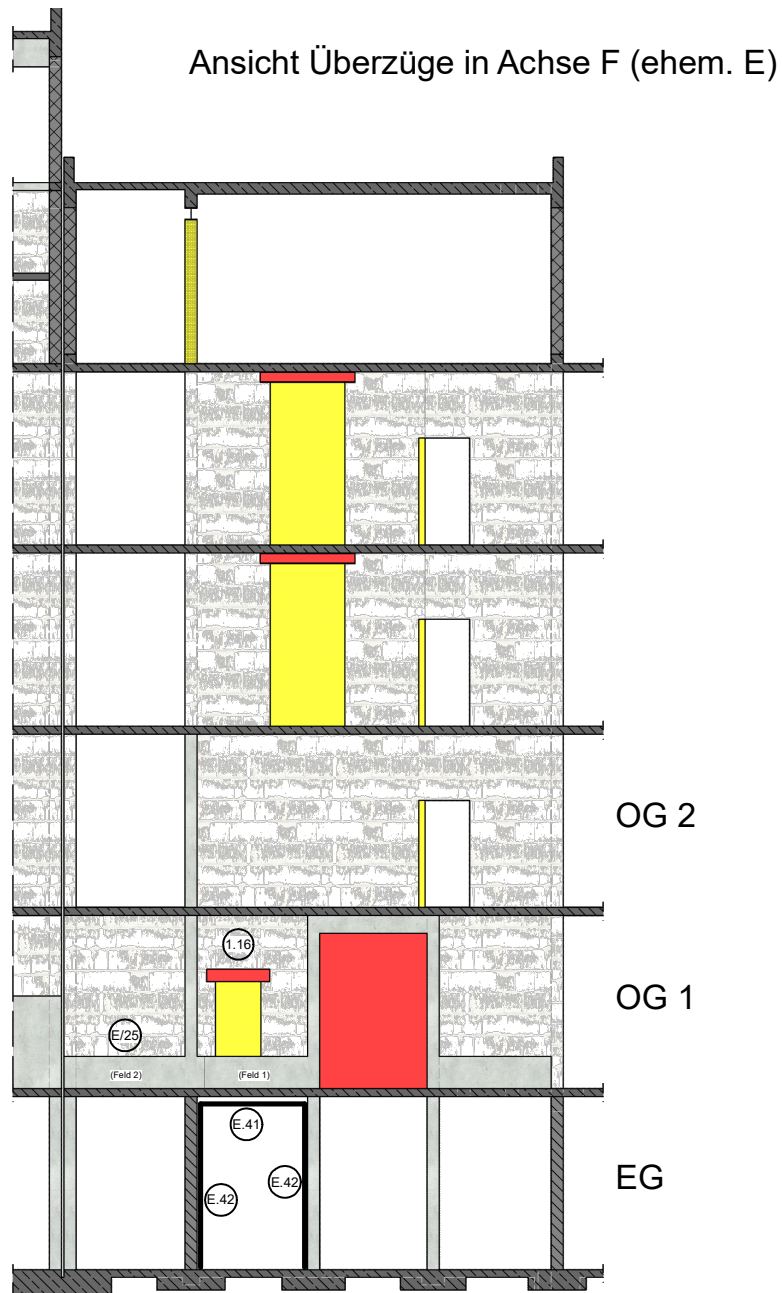 Ansicht Überzüge in Achse F (ehem. E)
OG 2
1.16
OG 1
E/25
(Feld 2)
(Feld 1)
E.41
E.42
E.42
EG